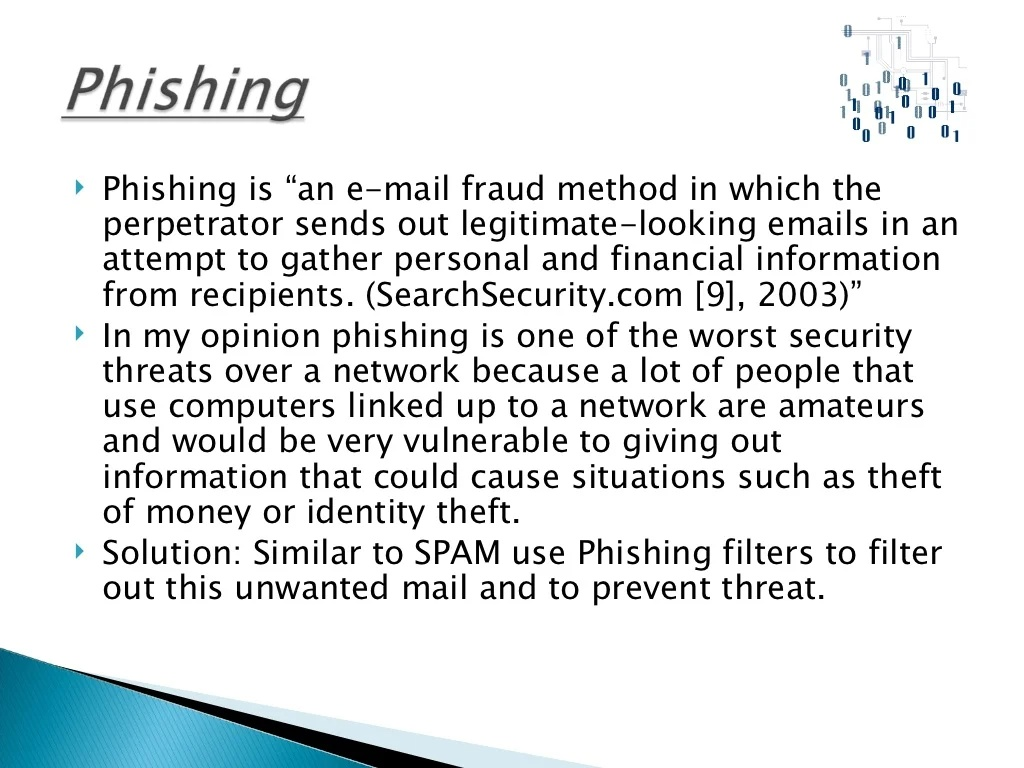 Phishing
Phishing is “an e-mail fraud method in which the
perpetrator sends out legitimate-looking emails in an
attempt to gather personal and financial information
from recipients. (SearchSecurity.com [9], 2003)”
In my opinion phishing is one of the worst security
threats over a network because a lot of people that
use computers linked up to a network are amateurs
and would be very vulnerable to giving out
information that could cause situations such as theft
of money or identity theft.
Solution: Similar to SPAM use Phishing filters to filter
out this unwanted mail and to prevent threat.